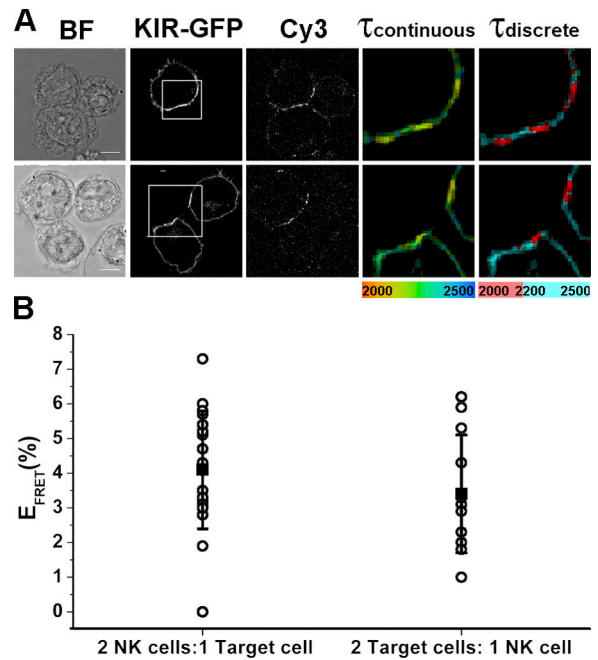 A
BF KIR-GFP Cy3 τcontinuous τdiscrete
2000 2500 2000 2200 2500
B
8
7
6
5
4
3
2
1
0
E_FRET(%)
2 NK cells:1 Target cell 2 Target cells: 1 NK cell